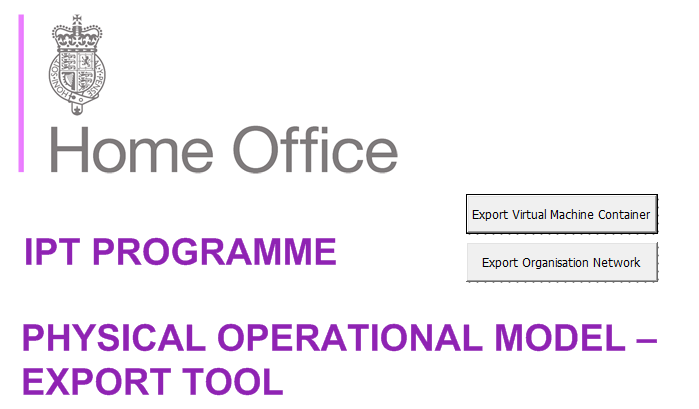 Home Office
Export Virtual Machine Container
IPT PROGRAMME
Export Organisation Network
PHYSICAL OPERATIONAL MODEL –
EXPORT TOOL